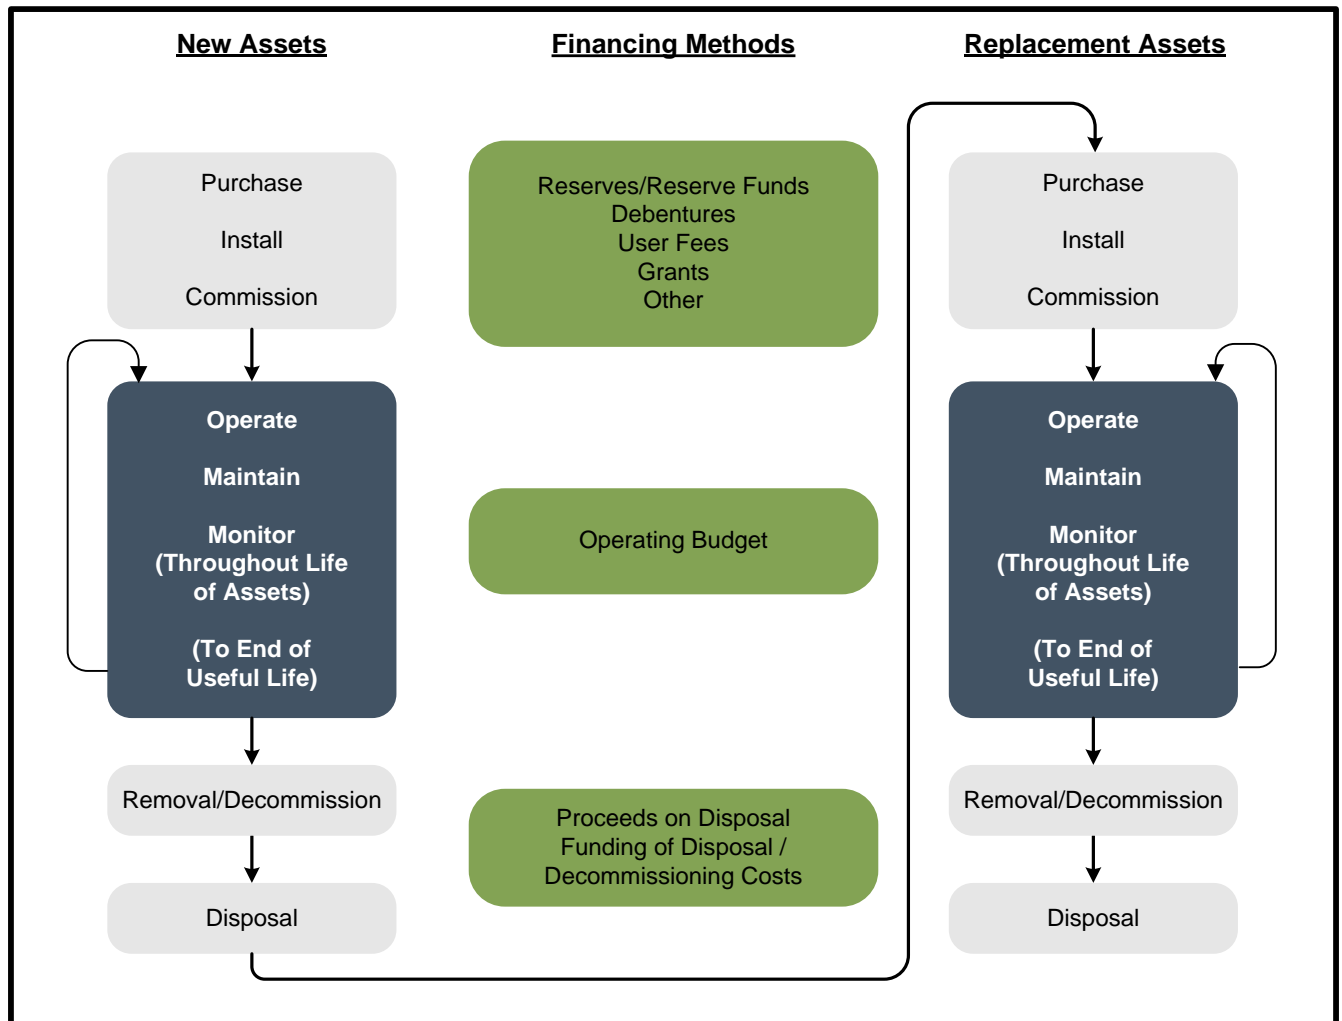 New Assets
Financing Methods
Replacement Assets
Purchase
Install
Commission
Reserves/Reserve Funds
Debentures
User Fees
Grants
Other
Purchase
Install
Commission
Operate
Maintain
Monitor
(Throughout Life
of Assets)
(To End of
Useful Life)
Operating Budget
Operate
Maintain
Monitor
(Throughout Life
of Assets)
(To End of
Useful Life)
Removal/Decommission
Proceeds on Disposal
Funding of Disposal /
Decommissioning Costs
Removal/Decommission
Disposal
Disposal